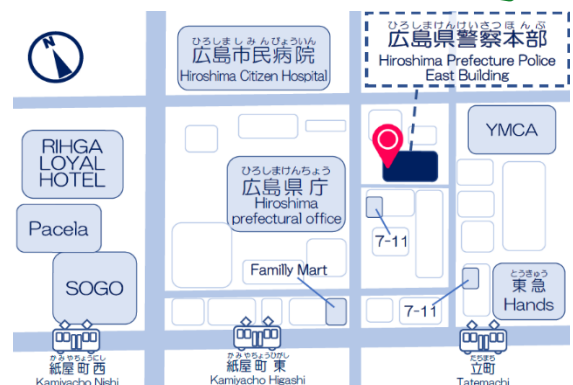 N
ひろしましみんびょういん
広島市民病院
Hiroshima Citizen Hospital
ひろしまけんけいさつほんぶ
広島県警察本部
Hiroshima Prefecture Police
East Building
RIHGA
LOYAL
HOTEL
YMCA
ひろしまけんちょう
広島県庁
Hiroshima
prefectural office
Pacela
7-11
SOGO
Familly Mart
7-11
とうきゅう
東急
Hands
かみやちょうにし
紙屋町西
Kamiyacho Nishi
かみやちょうひがし
紙屋町東
Kamiyacho Higashi
たてまち
立町
Tatemachi